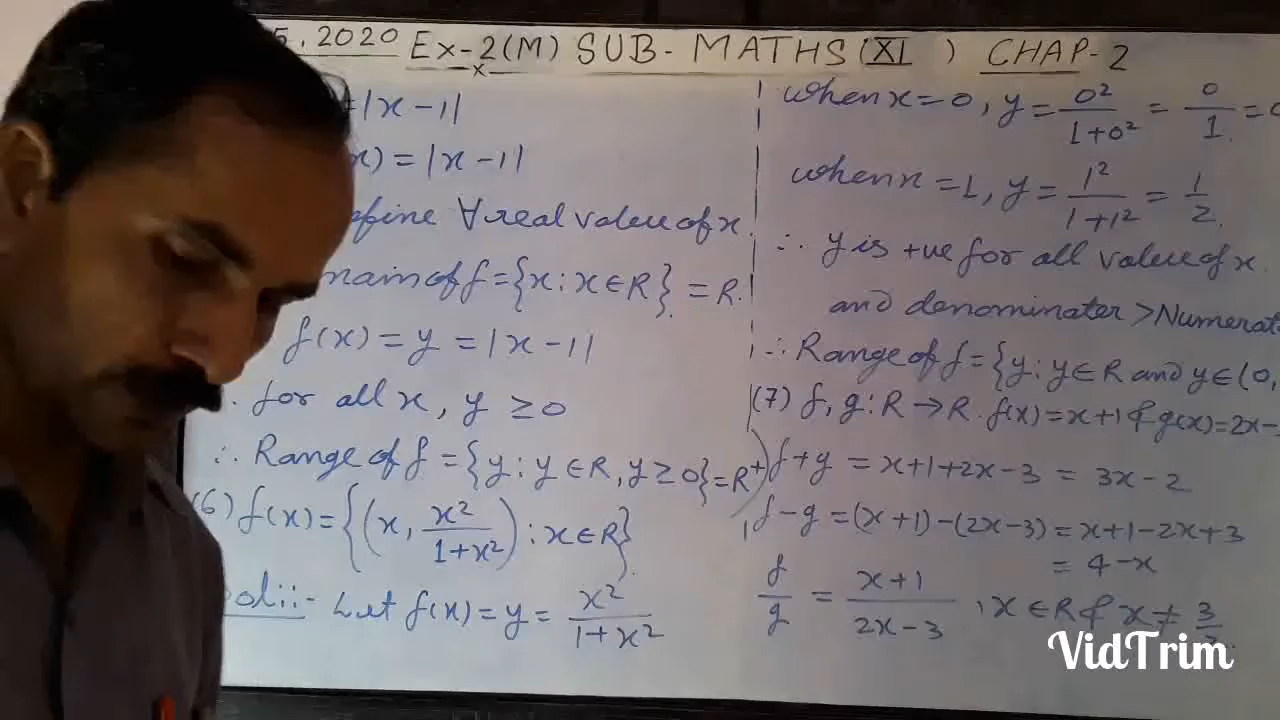 5.2020 Ex-2(M) SUB- MATHS (XI) CHAP-2
x
|x-1|
x) = |x-1|
efine ∀ real value of x.
main of f = {x : x ∈ R} = R.
f(x) = y = |x-1|
for all x, y ≥ 0
∴ Range of f = {y : y ∈ R, y ≥ 0} = R⁺)
(6) f(x) = {(x, x²/(1+x²)) : x ∈ R}
olii:- Let f(x) = y = x²/(1+x²)
when x = 0, y = 0²/(1+0²) = 0/1 =
when x = 1, y = 1²/(1+1²) = 1/2
∴ y is +ve for all value of x
and denominater > Numerat
∴ Range of f = {y : y ∈ R and y ∈ (0,
(7) f, g : R → R. f(x) = x+1 & g(x) = 2x-
f+g = x+1+2x-3 = 3x-2
f-g = (x+1)-(2x-3) = x+1-2x+3
= 4-x
f/g = (x+1)/(2x-3), x ∈ R & x ≠ 3/2
VidTrim